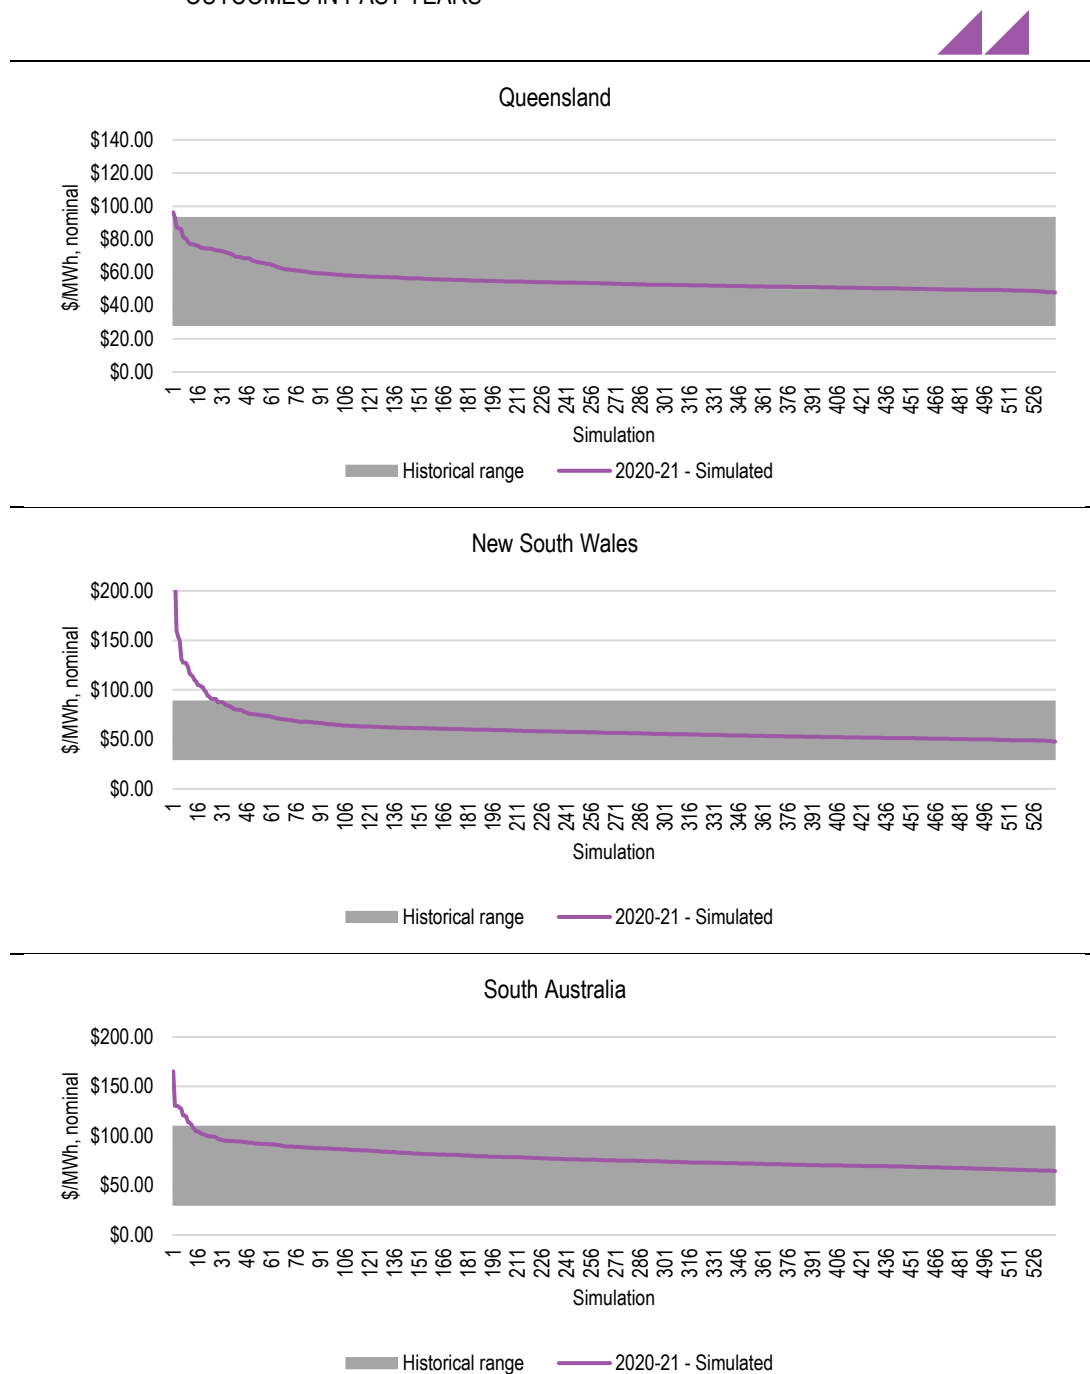 Queensland
$140.00
$120.00
$100.00
$80.00
$60.00
$40.00
$20.00
$0.00
$/MWh, nominal
1 16 31 46 61 76 91 106 121 136 151 166 181 196 211 226 241 256 271 286 301 316 331 346 361 376 391 406 421 436 451 466 481 496 511 526
Simulation
Historical range 2020-21 - Simulated
New South Wales
$200.00
$150.00
$100.00
$50.00
$0.00
$/MWh, nominal
1 16 31 46 61 76 91 106 121 136 151 166 181 196 211 226 241 256 271 286 301 316 331 346 361 376 391 406 421 436 451 466 481 496 511 526
Simulation
Historical range 2020-21 - Simulated
South Australia
$200.00
$150.00
$100.00
$50.00
$0.00
$/MWh, nominal
1 16 31 46 61 76 91 106 121 136 151 166 181 196 211 226 241 256 271 286 301 316 331 346 361 376 391 406 421 436 451 466 481 496 511 526
Simulation
Historical range 2020-21 - Simulated